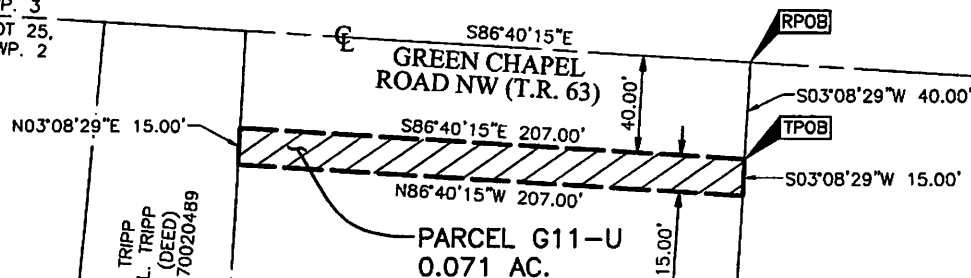 P. 3
OT 25,
WP. 2
℄
S86°40'15"E
RPOB
GREEN CHAPEL
ROAD NW (T.R. 63)
40.00'
S03°08'29"W 40.00'
N03°08'29"E 15.00'
S86°40'15"E 207.00'
TPOB
N86°40'15"W 207.00'
S03°08'29"W 15.00'
TRIPP
L. TRIPP
(DEED)
70020489
PARCEL G11-U
0.071 AC.
15.00'